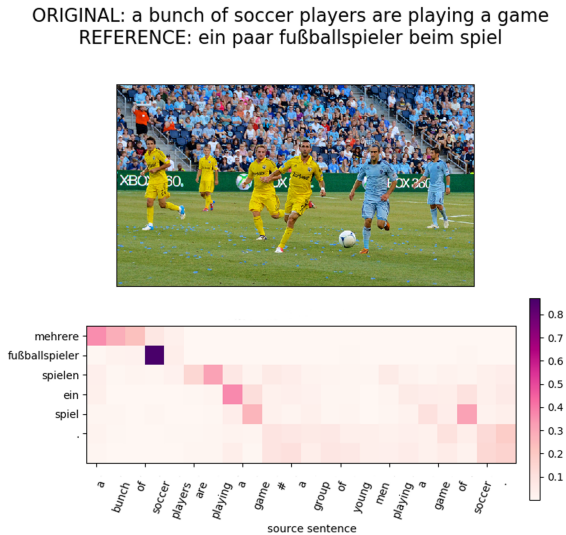 ORIGINAL: a bunch of soccer players are playing a game
REFERENCE: ein paar fußballspieler beim spiel
XBOX 360.
XBOX 360
mehrere
fußballspieler
spielen
ein
spiel
.
0.8
0.7
0.6
0.5
0.4
0.3
0.2
0.1
a bunch of soccer players are playing a game # a group of young men playing a game of soccer .
source sentence